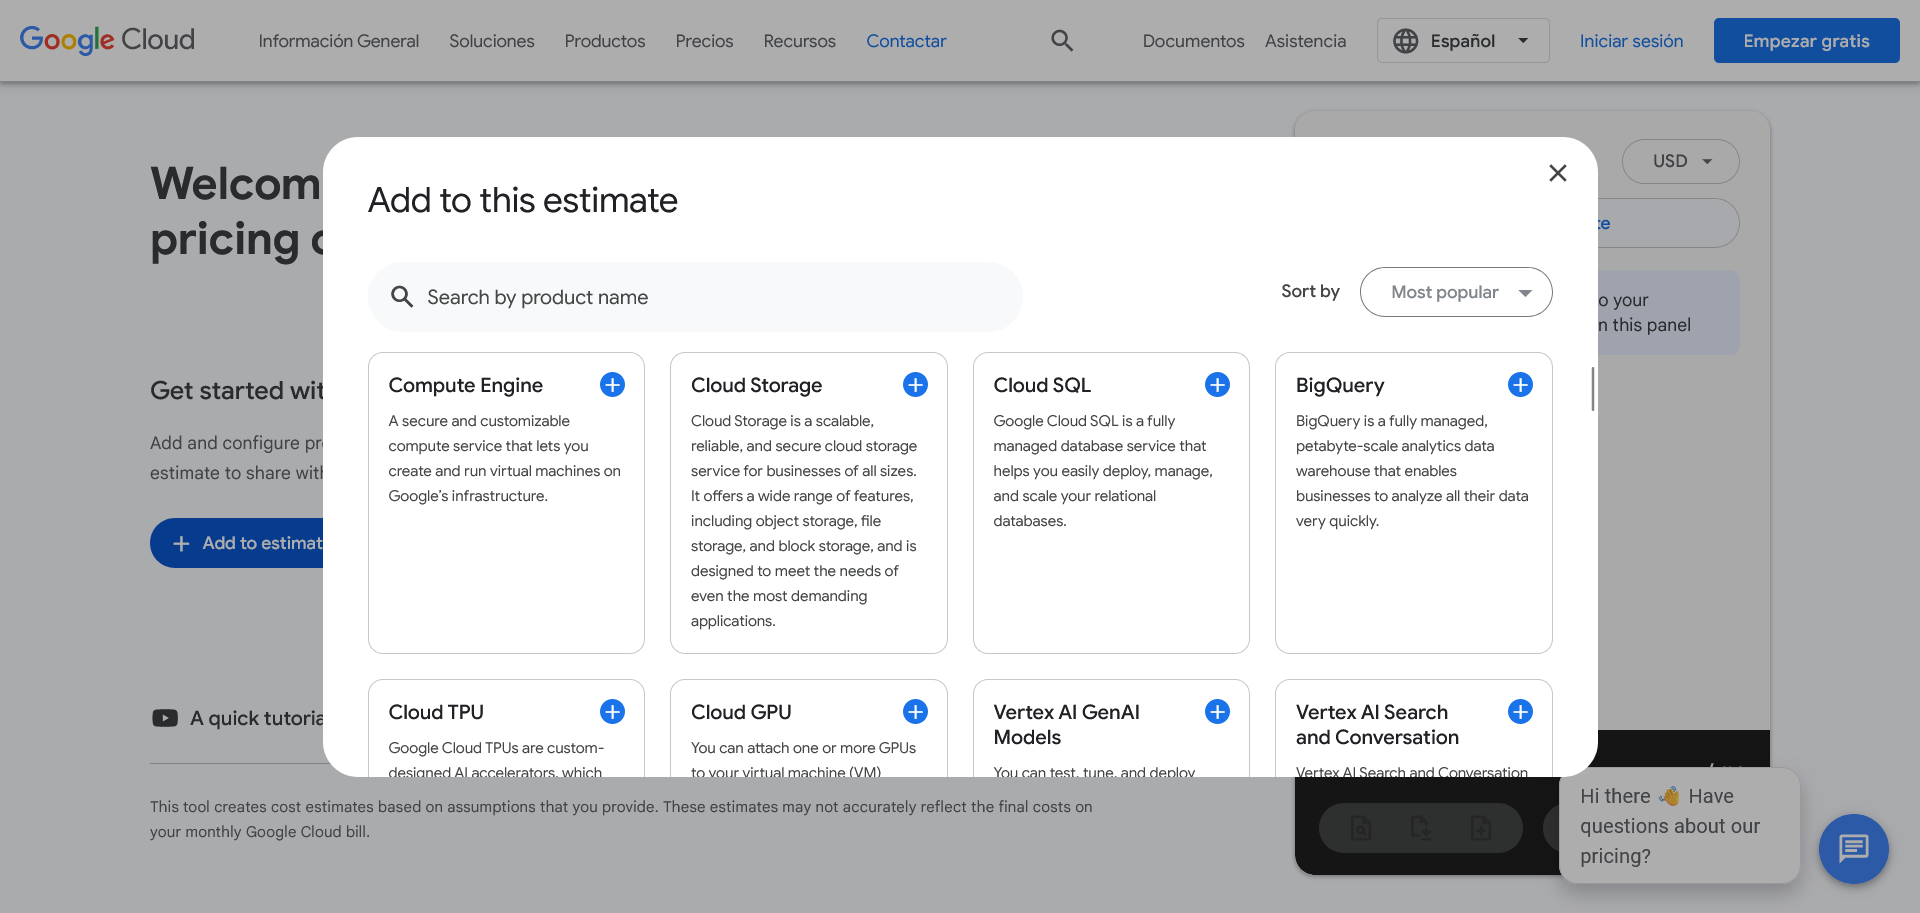 Google Cloud
Información General
Soluciones
Productos
Precios
Recursos
Contactar
Documentos
Asistencia
Español
Iniciar sesión
Empezar gratis
Welcom
pricing
USD
Add to this estimate
Search by product name
Sort by
Most popular
o your
n this panel
Compute Engine
A secure and customizable
compute service that lets you
create and run virtual machines on
Google's infrastructure.
Cloud Storage
Cloud Storage is a scalable,
reliable, and secure cloud storage
service for businesses of all sizes.
It offers a wide range of features,
including object storage, file
storage, and block storage, and is
designed to meet the needs of
even the most demanding
applications.
Cloud SQL
Google Cloud SQL is a fully
managed database service that
helps you easily deploy, manage,
and scale your relational
databases.
BigQuery
BigQuery is a fully managed,
petabyte-scale analytics data
warehouse that enables
businesses to analyze all their data
very quickly.
Get started wit
Add and configure pr
estimate to share with
Add to estimat
A quick tutoria
Cloud TPU
Google Cloud TPUs are custom-
designed AI accelerators, which
Cloud GPU
You can attach one or more GPUs
to your virtual machine (VM)
Vertex AI GenAI
Models
You can test, tune, and deploy
Vertex AI Search
and Conversation
Vertex AI Search and Conversation
This tool creates cost estimates based on assumptions that you provide. These estimates may not accurately reflect the final costs on
your monthly Google Cloud bill.
Hi there 👋 Have
questions about our
pricing?